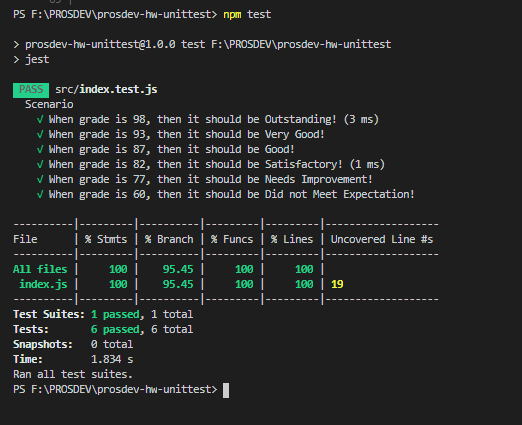 PS F:\PROSDEV\prosdev-hw-unittest> npm test
> prosdev-hw-unittest@1.0.0 test F:\PROSDEV\prosdev-hw-unittest
> jest
PASS src/index.test.js
Scenario
√ When grade is 98, then it should be Outstanding! (3 ms)
√ When grade is 93, then it should be Very Good!
√ When grade is 87, then it should be Good!
√ When grade is 82, then it should be Satisfactory! (1 ms)
√ When grade is 77, then it should be Needs Improvement!
√ When grade is 60, then it should be Did not Meet Expectation!
----------|---------|----------|---------|---------|-------------------
File      | % Stmts | % Branch | % Funcs | % Lines | Uncovered Line #s
----------|---------|----------|---------|---------|-------------------
All files |     100 |    95.45 |     100 |     100 |
 index.js |     100 |    95.45 |     100 |     100 | 19
----------|---------|----------|---------|---------|-------------------
Test Suites: 1 passed, 1 total
Tests:       6 passed, 6 total
Snapshots:   0 total
Time:        1.834 s
Ran all test suites.
PS F:\PROSDEV\prosdev-hw-unittest>